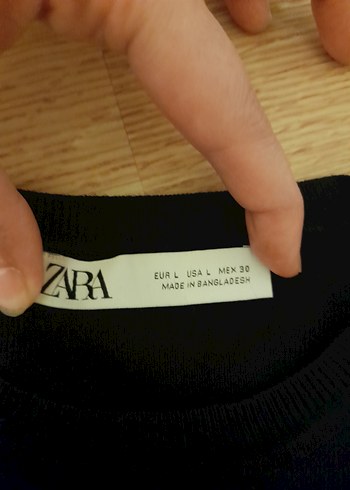 ZARA
EUR L USA L MEX 30
MADE IN BANGLADESH